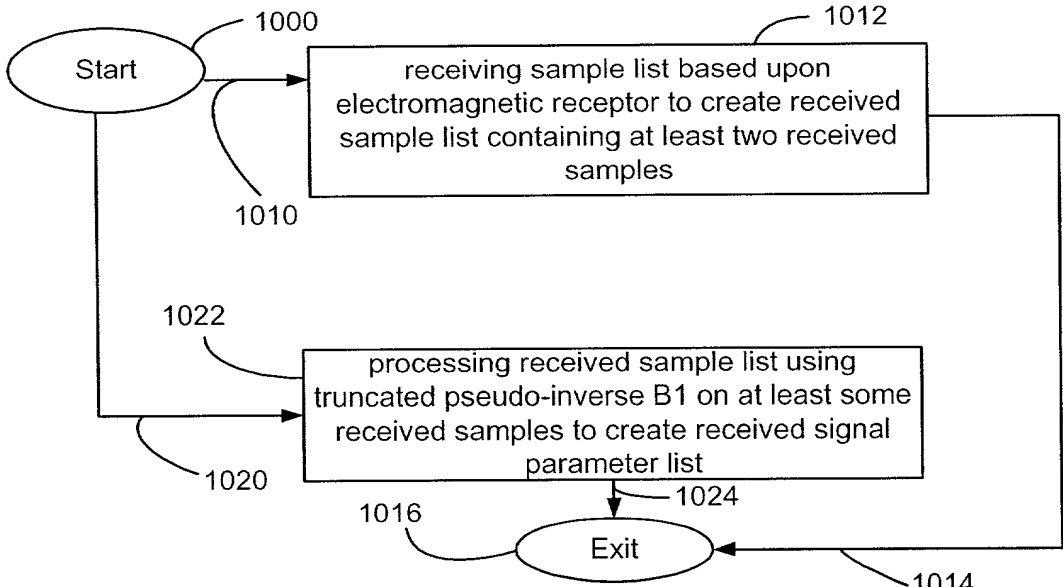 1000
1012
Start
receiving sample list based upon
electromagnetic receptor to create received
sample list containing at least two received
samples
1010
1022
processing received sample list using
truncated pseudo-inverse B1 on at least some
received samples to create received signal
parameter list
1020
1024
1016
Exit
1014